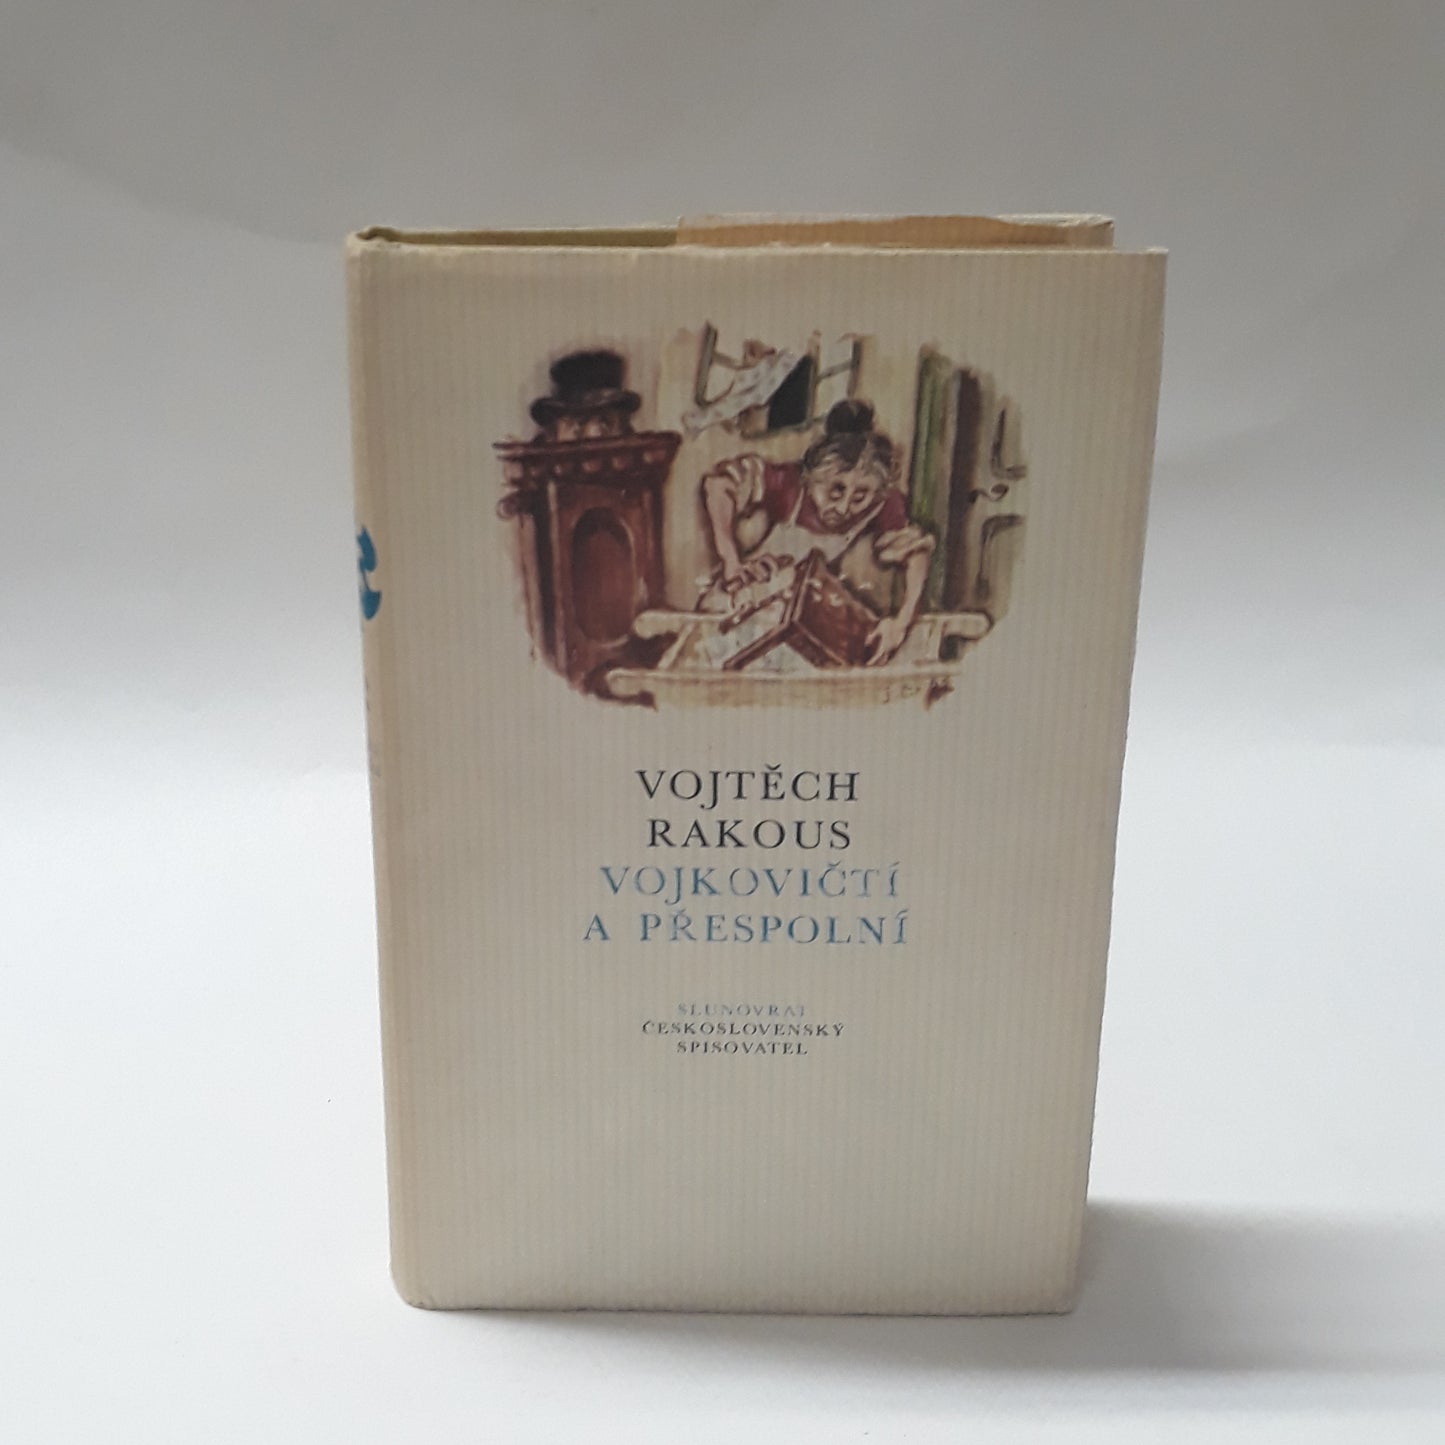 VOJTĚCH
RAKOUS
VOJKOVIČTÍ
A PŘESPOLNÍ
SLUNOVRAT
ČESKOSLOVENSKÝ
SPISOVATEL